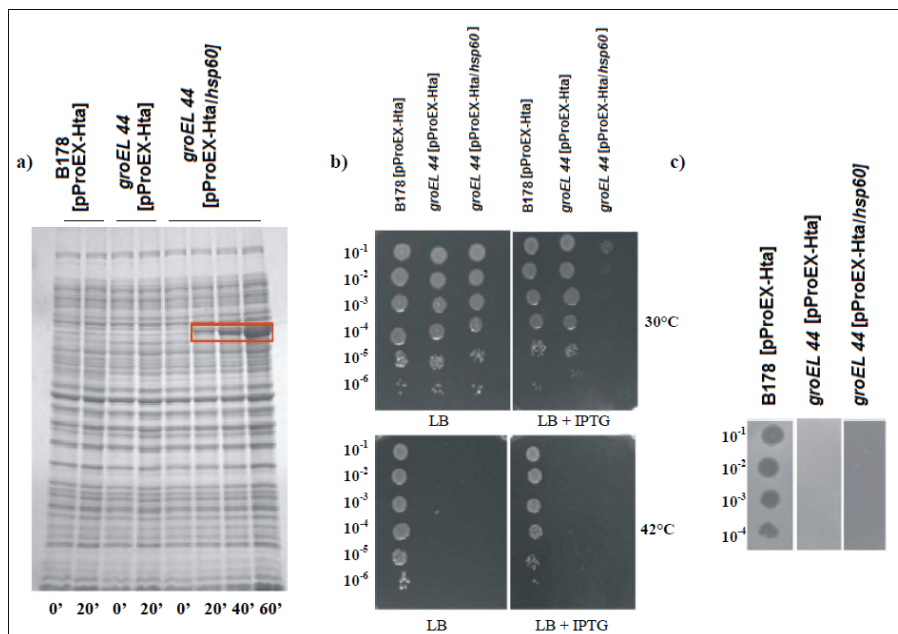 a)
B178
[pProEX-Hta]
groEL 44
[pProEX-Hta]
groEL 44
[pProEX-Hta/hsp60]
0’ 20’ 0’ 20’ 0’ 20’ 40’ 60’
b)
B178 [pProEX-Hta]
groEL 44 [pProEX-Hta]
groEL 44 [pProEX-Hta/hsp60]
B178 [pProEX-Hta]
groEL 44 [pProEX-Hta]
groEL 44 [pProEX-Hta/hsp60]
10-1
10-2
10-3
10-4
10-5
10-6
30°C
LB
LB + IPTG
10-1
10-2
10-3
10-4
10-5
10-6
42°C
LB
LB + IPTG
c)
B178 [pProEX-Hta]
groEL 44 [pProEX-Hta]
groEL 44 [pProEX-Hta/hsp60]
10-1
10-2
10-3
10-4